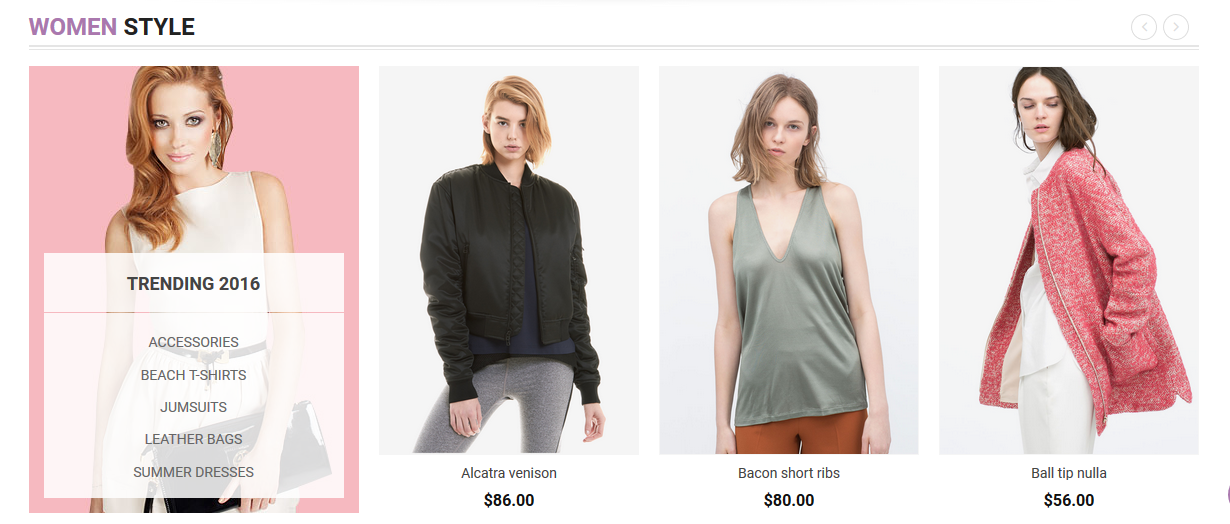 WOMEN STYLE
TRENDING 2016
ACCESSORIES
BEACH T-SHIRTS
JUMSUITS
LEATHER BAGS
SUMMER DRESSES
Alcatra venison
$86.00
Bacon short ribs
$80.00
Ball tip nulla
$56.00